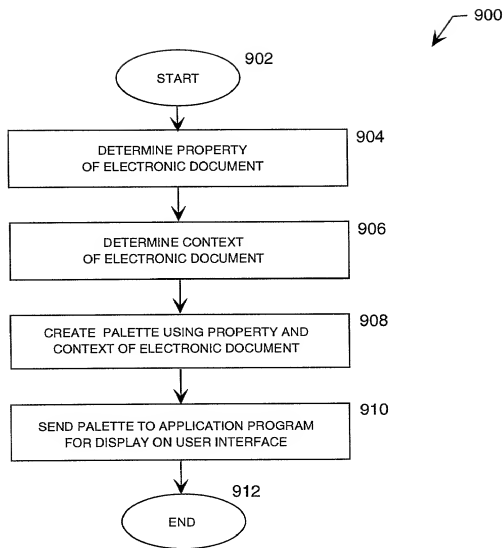 900
902
START
904
DETERMINE PROPERTY
OF ELECTRONIC DOCUMENT
906
DETERMINE CONTEXT
OF ELECTRONIC DOCUMENT
908
CREATE PALETTE USING PROPERTY AND
CONTEXT OF ELECTRONIC DOCUMENT
910
SEND PALETTE TO APPLICATION PROGRAM
FOR DISPLAY ON USER INTERFACE
912
END